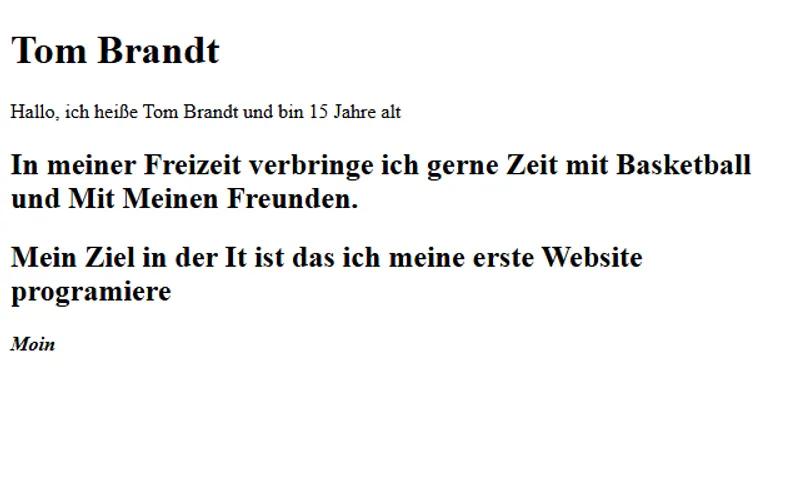 Tom Brandt
Hallo, ich heiße Tom Brandt und bin 15 Jahre alt
In meiner Freizeit verbringe ich gerne Zeit mit Basketball
und Mit Meinen Freunden.
Mein Ziel in der It ist das ich meine erste Website
programiere
Moin